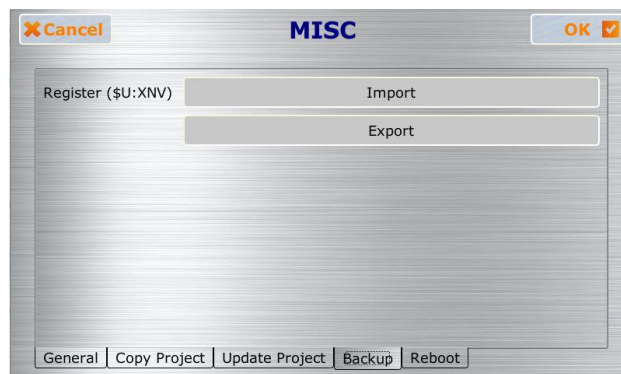 Cancel MISC OK
Register ($U:XNV) Import
Export
General Copy Project Update Project Backup Reboot